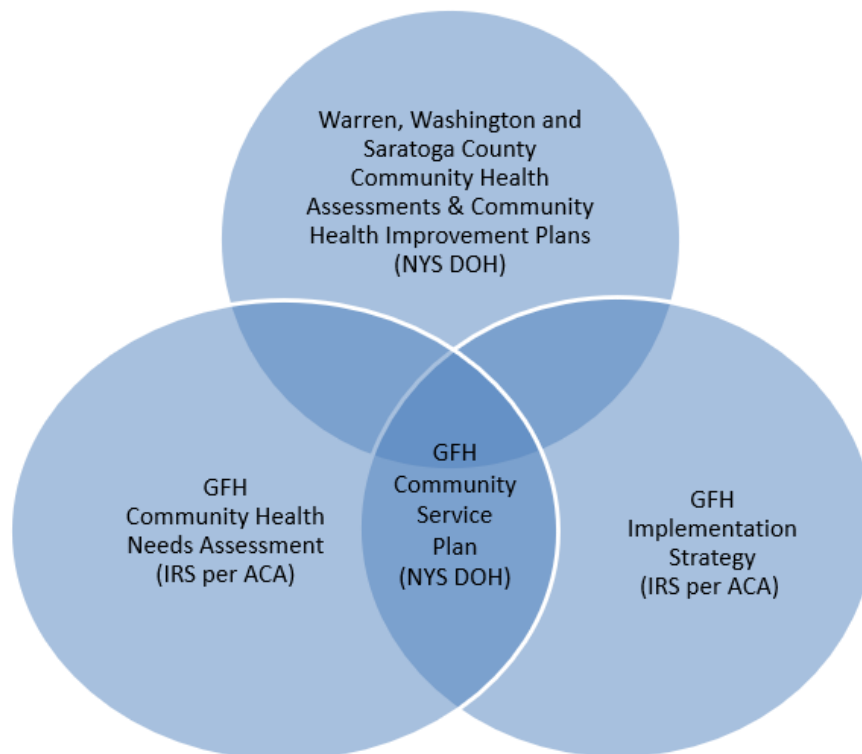 Warren, Washington and
Saratoga County
Community Health
Assessments & Community
Health Improvement Plans
(NYS DOH)
GFH
Community Health
Needs Assessment
(IRS per ACA)
GFH
Community
Service
Plan
(NYS DOH)
GFH
Implementation
Strategy
(IRS per ACA)